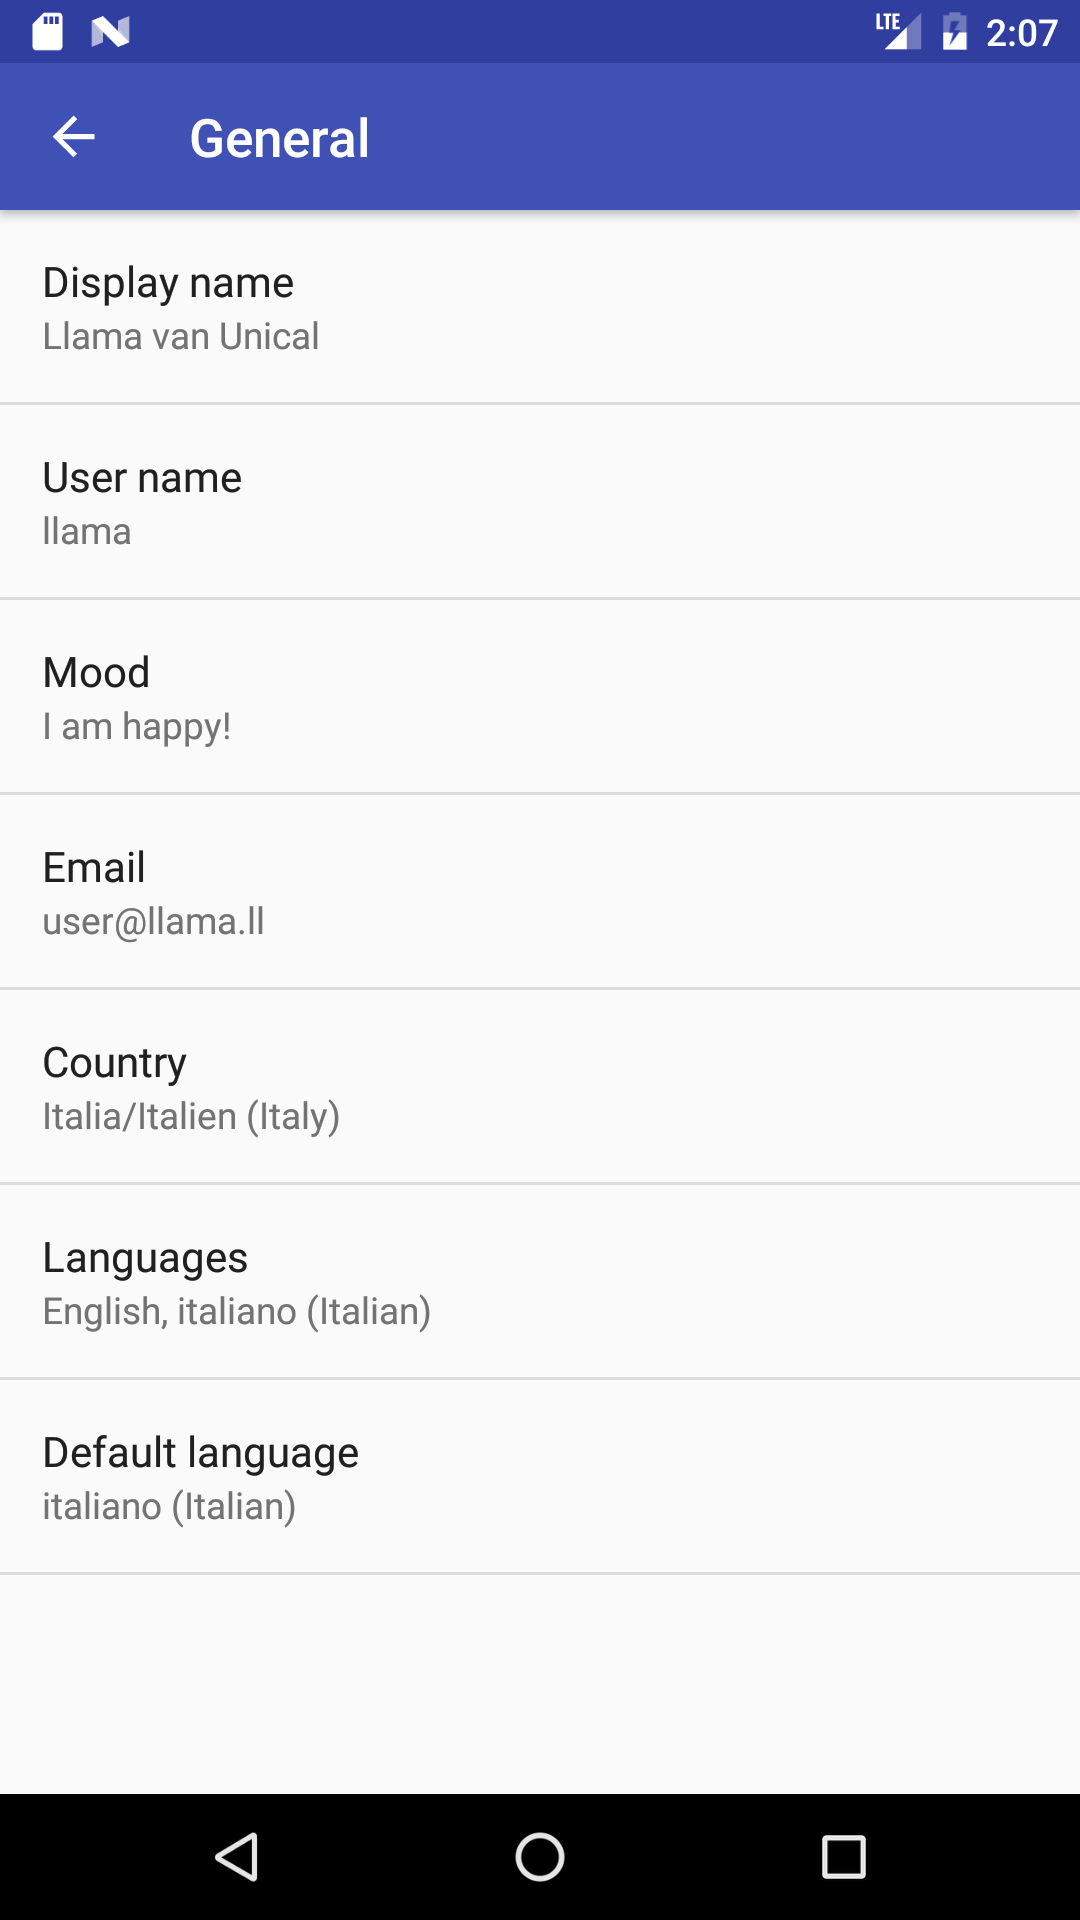 LTE 2:07
General
Display name
Llama van Unical
User name
llama
Mood
I am happy!
Email
user@llama.ll
Country
Italia/Italien (Italy)
Languages
English, italiano (Italian)
Default language
italiano (Italian)